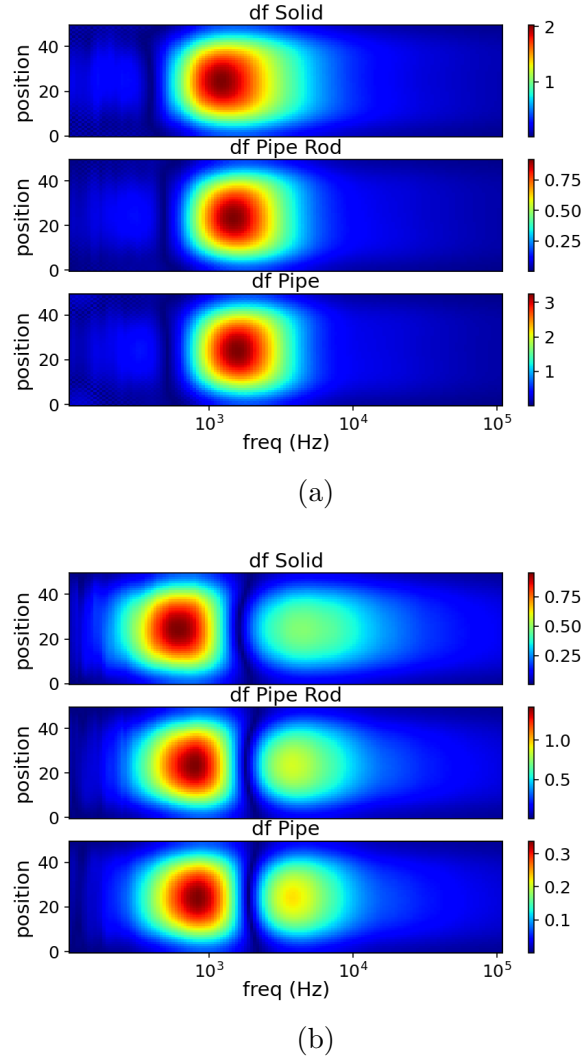 df Solid
position
40
20
0
2
1
df Pipe Rod
position
40
20
0
0.75
0.50
0.25
df Pipe
position
40
20
0
3
2
1
10³ 10⁴ 10⁵
freq (Hz)
(a)
df Solid
position
40
20
0
0.75
0.50
0.25
df Pipe Rod
position
40
20
0
1.0
0.5
df Pipe
position
40
20
0
0.3
0.2
0.1
10³ 10⁴ 10⁵
freq (Hz)
(b)